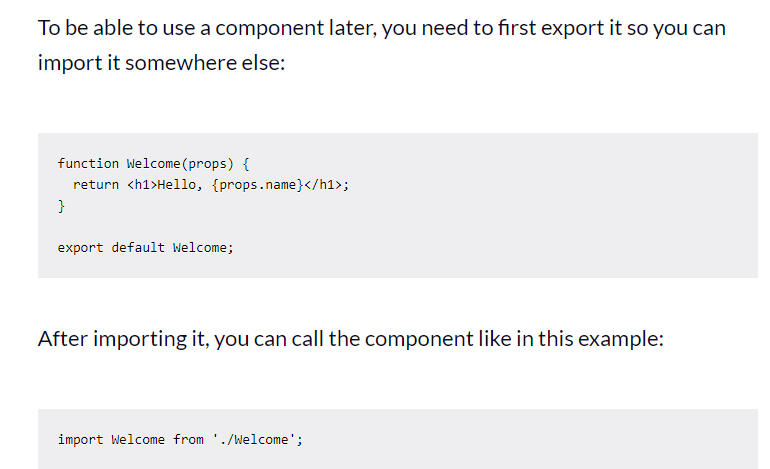 To be able to use a component later, you need to first export it so you can
import it somewhere else:
function Welcome(props) {
  return <h1>Hello, {props.name}</h1>;
}
export default Welcome;
After importing it, you can call the component like in this example:
import Welcome from './Welcome';